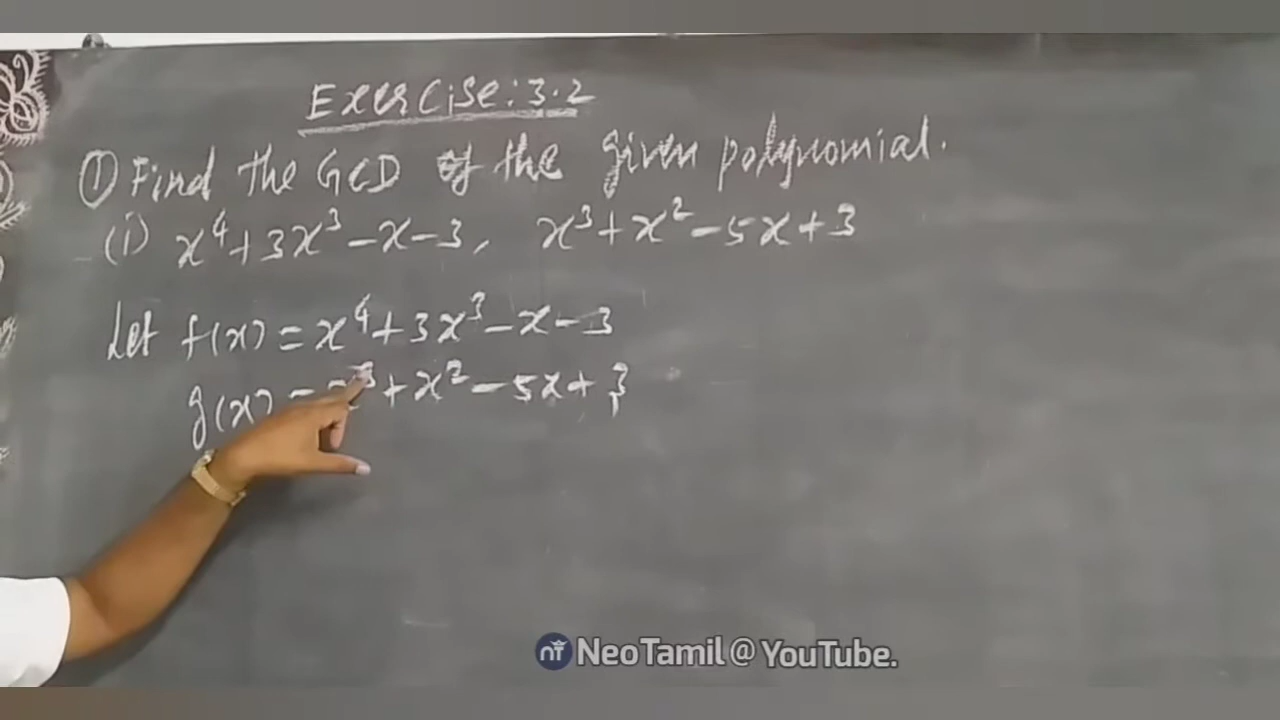 Exercise: 3.2
① Find the GCD of the given polynomial.
(i) x⁴+3x³-x-3, x³+x²-5x+3
Let f(x) = x⁴+3x³-x-3
g(x) = x³+x²-5x+3
NeoTamil@YouTube.